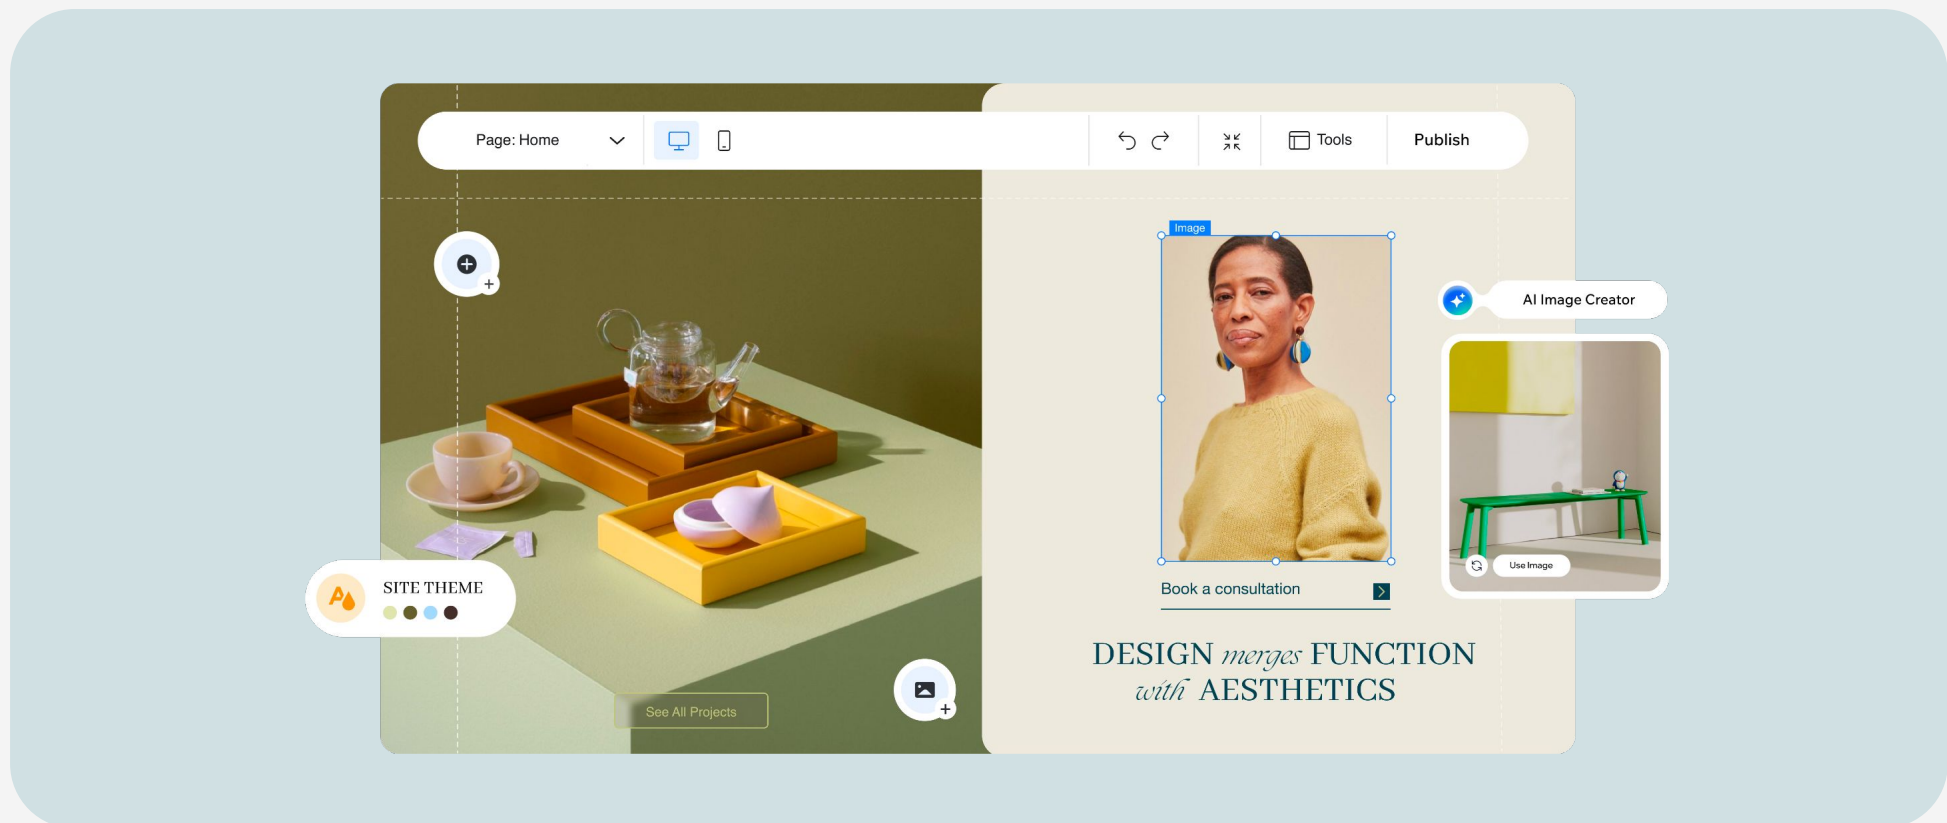 Page: Home
Tools
Publish
Image
AI Image Creator
Use Image
Book a consultation
SITE THEME
DESIGN merges FUNCTION
with AESTHETICS
See All Projects